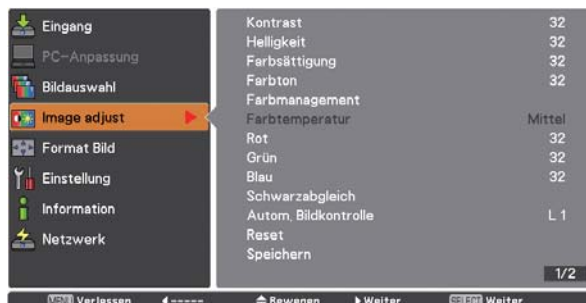 Eingang
PC-Anpassung
Bildauswahl
Image adjust
Format Bild
Einstellung
Information
Netzwerk
Kontrast 32
Helligkeit 32
Farbsättigung 32
Farbton 32
Farbmanagement
Farbtemperatur Mittel
Rot 32
Grün 32
Blau 32
Schwarzabgleich
Autom. Bildkontrolle L 1
Reset
Speichern
1/2
MENU Verlassen ◀----- Bewegen ▶Weiter SELECT Weiter